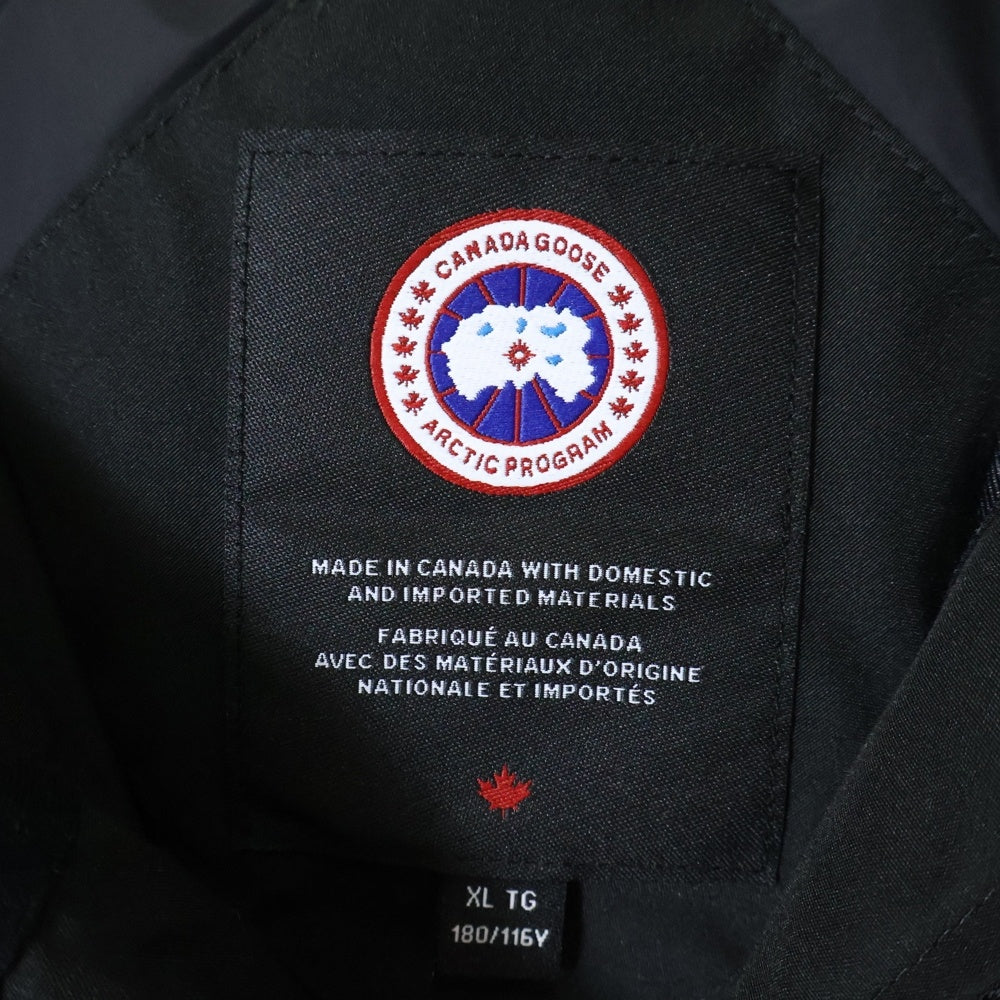 CANADA GOOSE
ARCTIC PROGRAM
MADE IN CANADA WITH DOMESTIC
AND IMPORTED MATERIALS
FABRIQUÉ AU CANADA
AVEC DES MATÉRIAUX D'ORIGINE
NATIONALE ET IMPORTÉS
XL TG
180/116Y